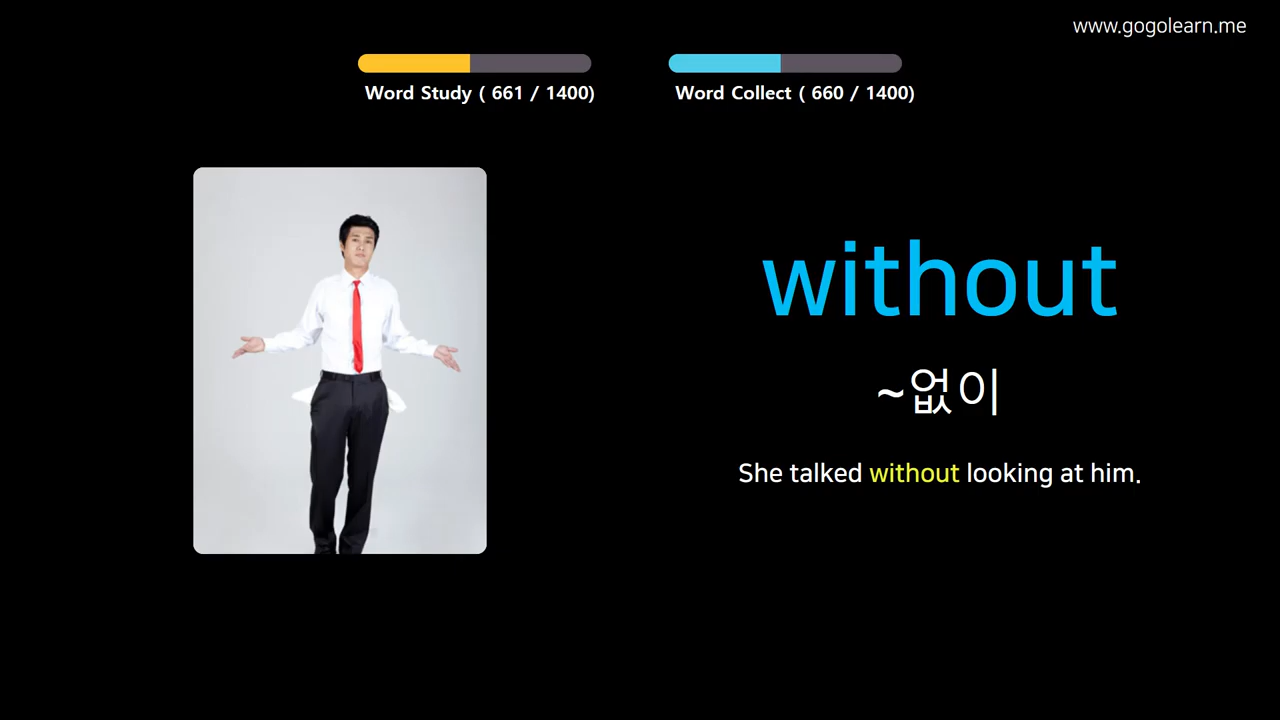 www.gogolearn.me
Word Study ( 661 / 1400)
Word Collect ( 660 / 1400)
without
~없이
She talked without looking at him.